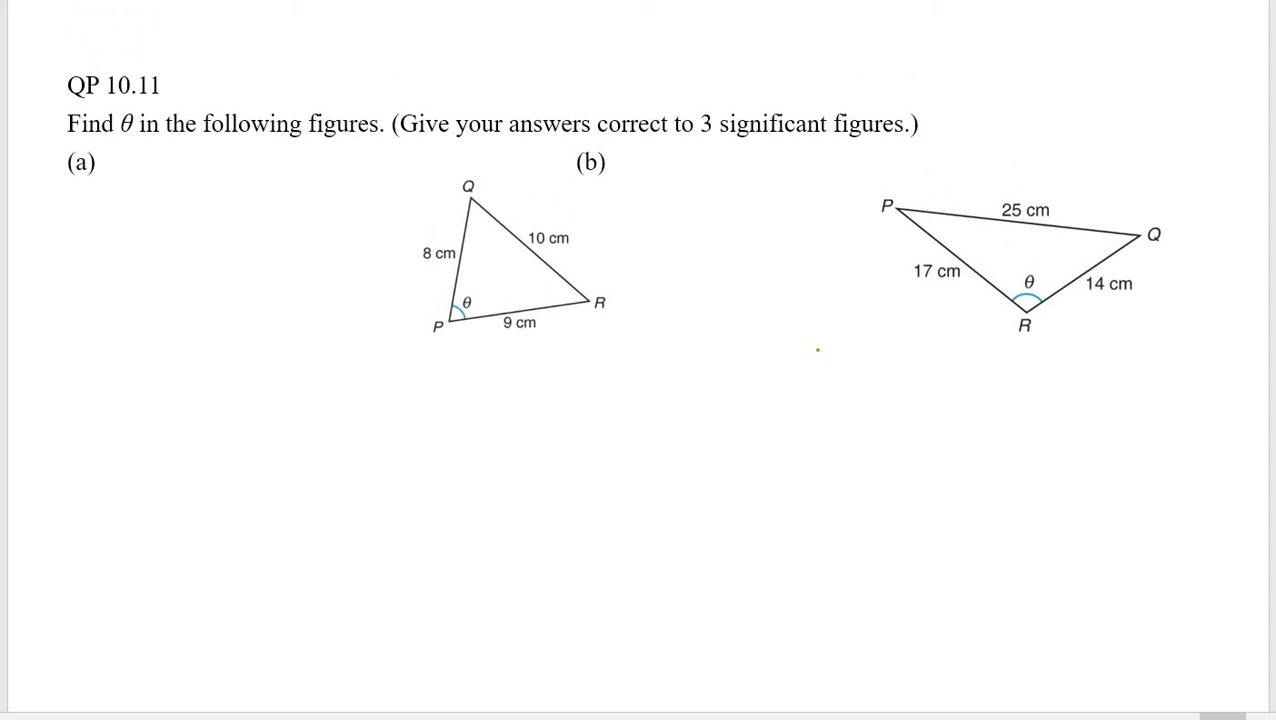 QP 10.11
Find θ in the following figures. (Give your answers correct to 3 significant figures.)
(a)
(b)
Q
8 cm
10 cm
θ
P
9 cm
R
P
25 cm
Q
17 cm
θ
14 cm
R